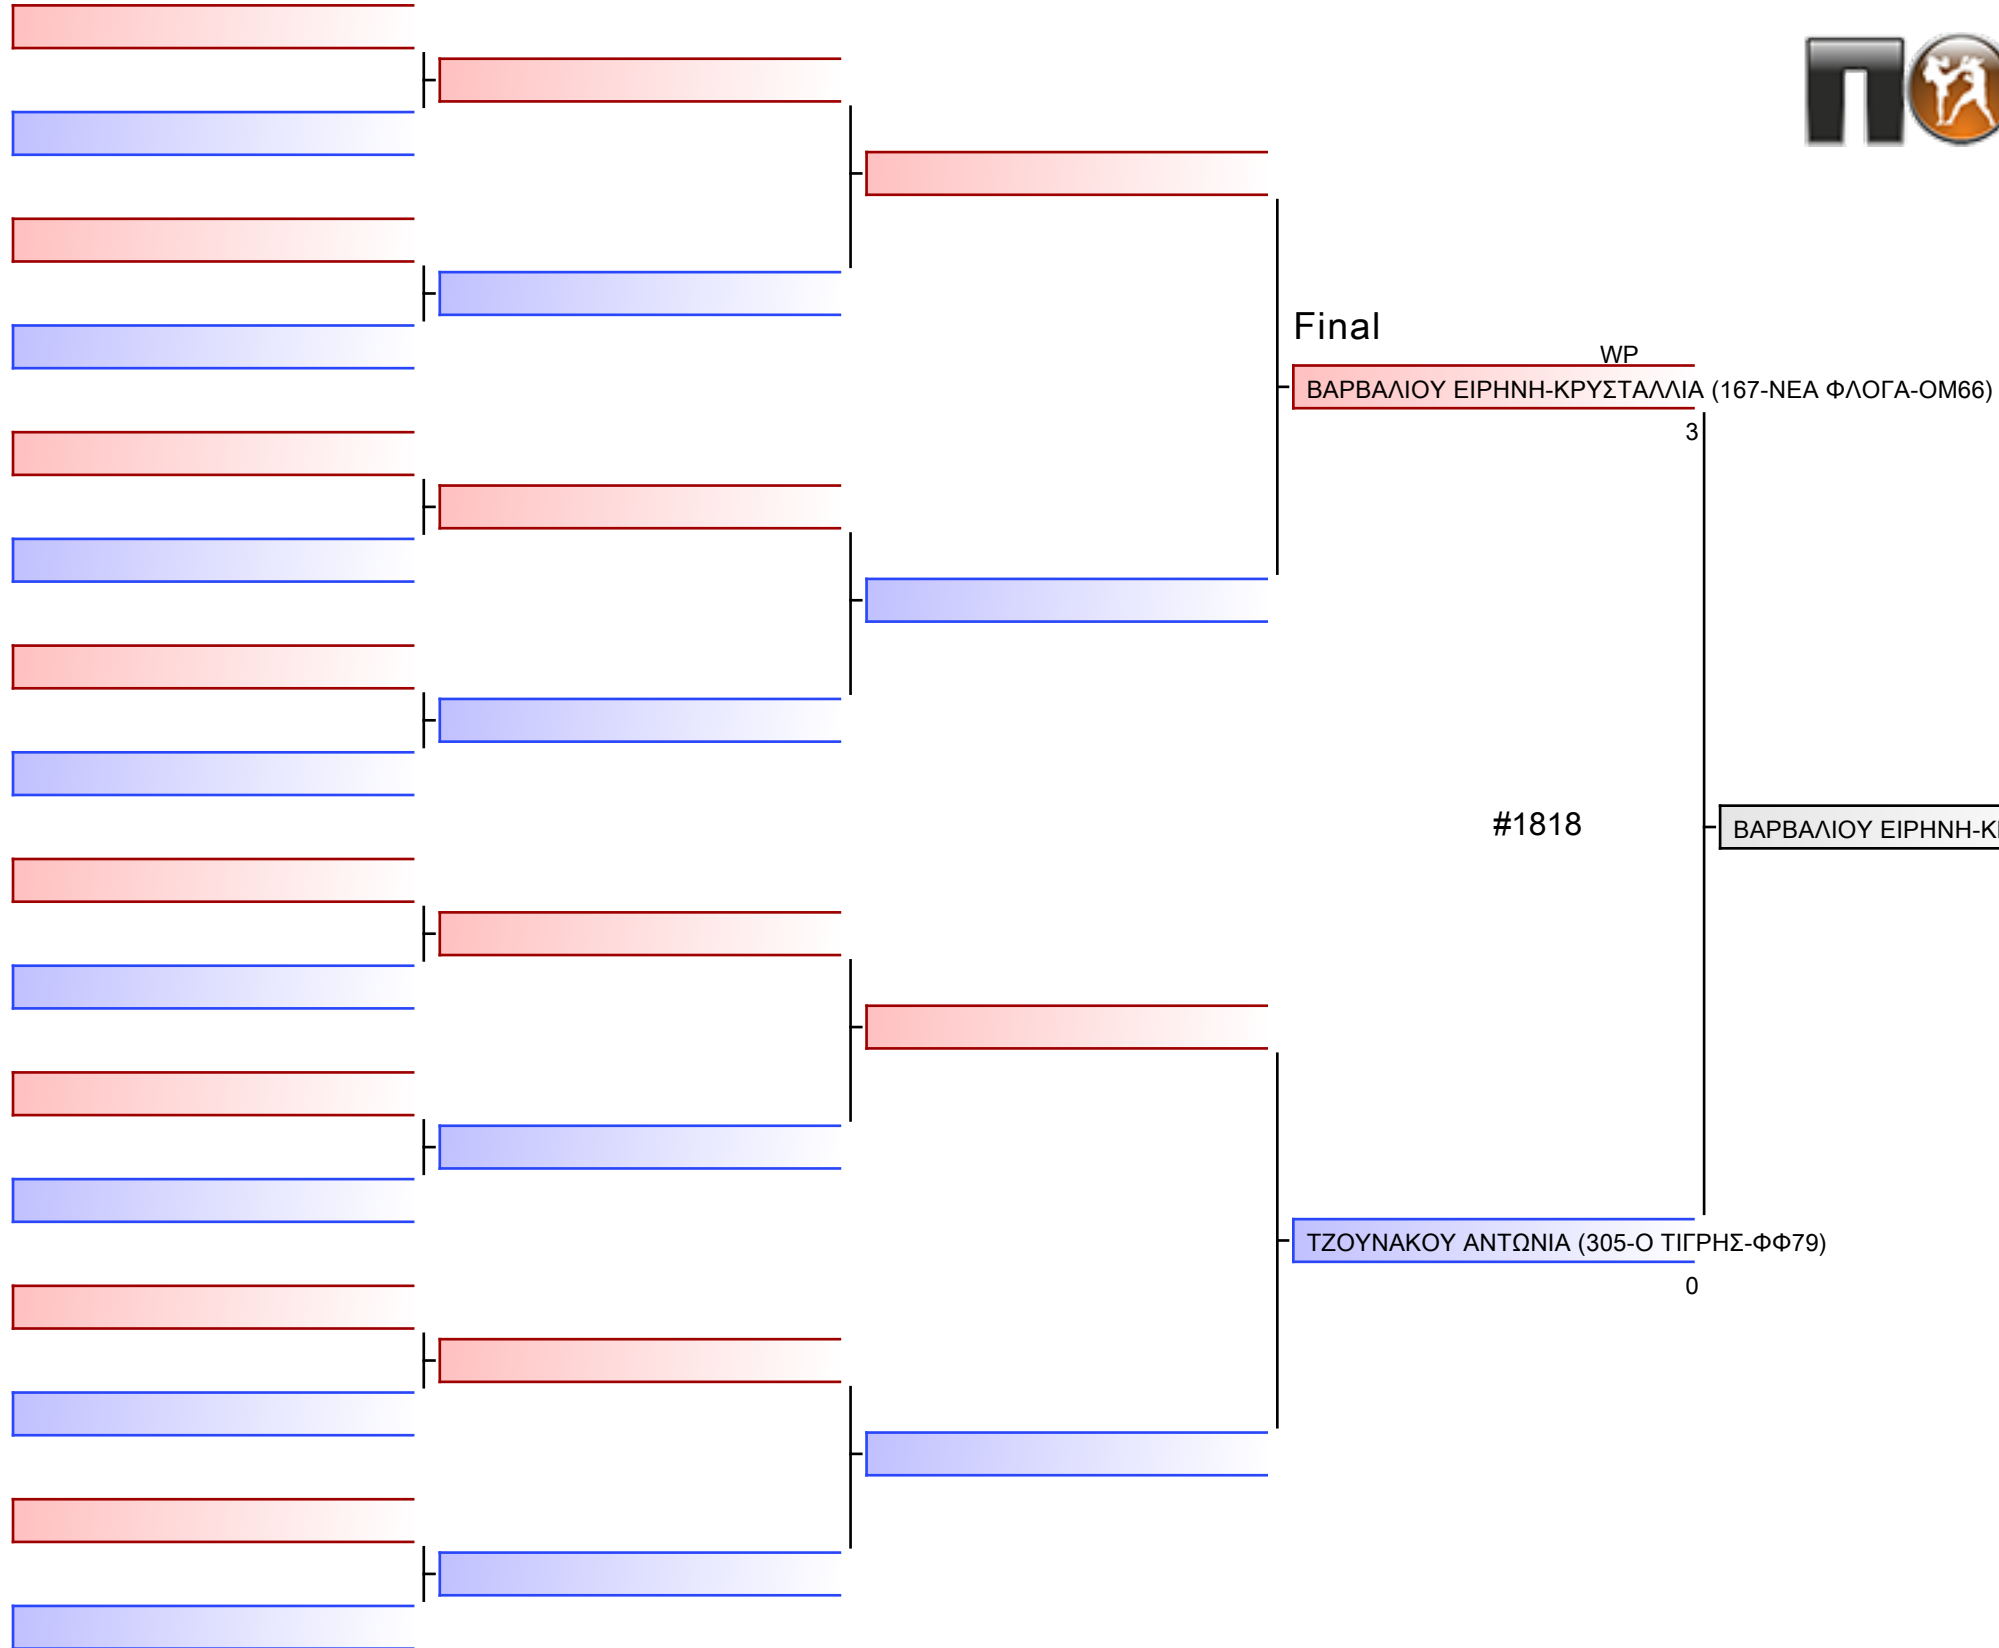 ΠΟ
Final
WP
ΒΑΡΒΑΛΙΟΥ ΕΙΡΗΝΗ-ΚΡΥΣΤΑΛΛΙΑ (167-ΝΕΑ ΦΛΟΓΑ-ΟΜ66)
3
#1818
ΒΑΡΒΑΛΙΟΥ ΕΙΡΗΝΗ-Κ
ΤΖΟΥΝΑΚΟΥ ΑΝΤΩΝΙΑ (305-Ο ΤΙΓΡΗΣ-ΦΦ79)
0